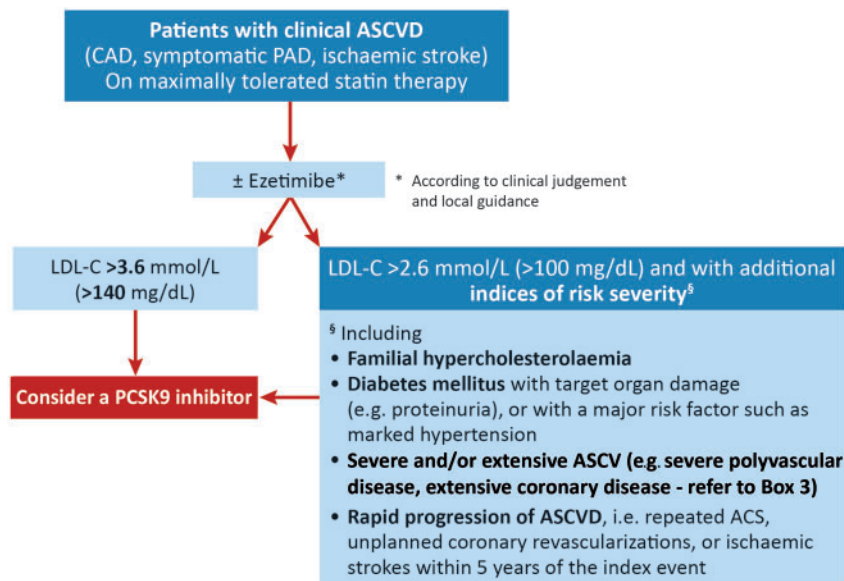 Patients with clinical ASCVD
(CAD, symptomatic PAD, ischaemic stroke)
On maximally tolerated statin therapy
± Ezetimibe*
* According to clinical judgement
and local guidance
LDL-C >3.6 mmol/L
(>140 mg/dL)
LDL-C >2.6 mmol/L (>100 mg/dL) and with additional
indices of risk severity§
Consider a PCSK9 inhibitor
§ Including
• Familial hypercholesterolaemia
• Diabetes mellitus with target organ damage
(e.g. proteinuria), or with a major risk factor such as
marked hypertension
• Severe and/or extensive ASCV (e.g. severe polyvascular
disease, extensive coronary disease - refer to Box 3)
• Rapid progression of ASCVD, i.e. repeated ACS,
unplanned coronary revascularizations, or ischaemic
strokes within 5 years of the index event